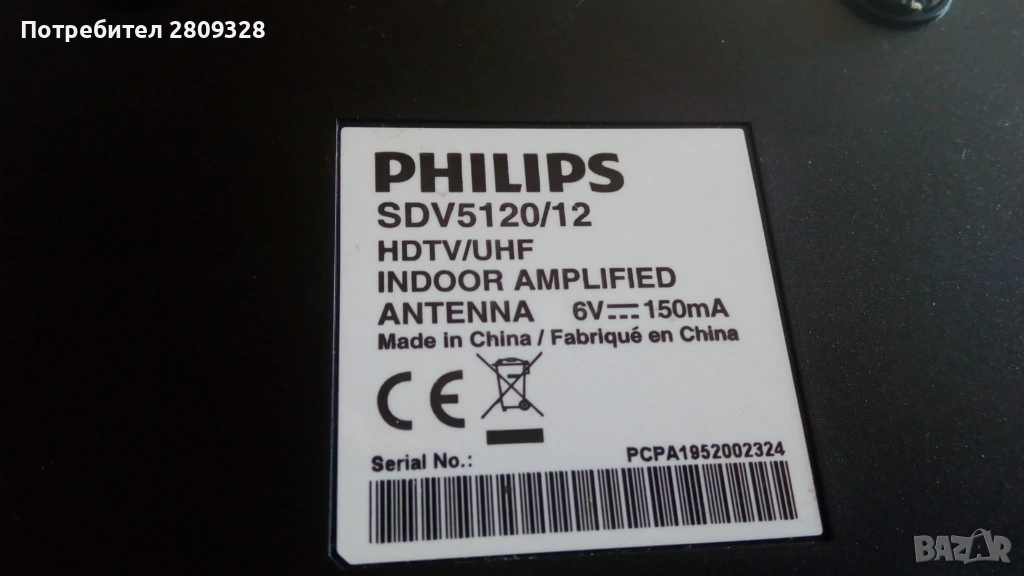 Потребител 2809328
PHILIPS
SDV5120/12
HDTV/UHF
INDOOR AMPLIFIED
ANTENNA 6V⎓150mA
Made in China / Fabriqué en China
CE
Serial No.: PCPA1952002324
BAZAR